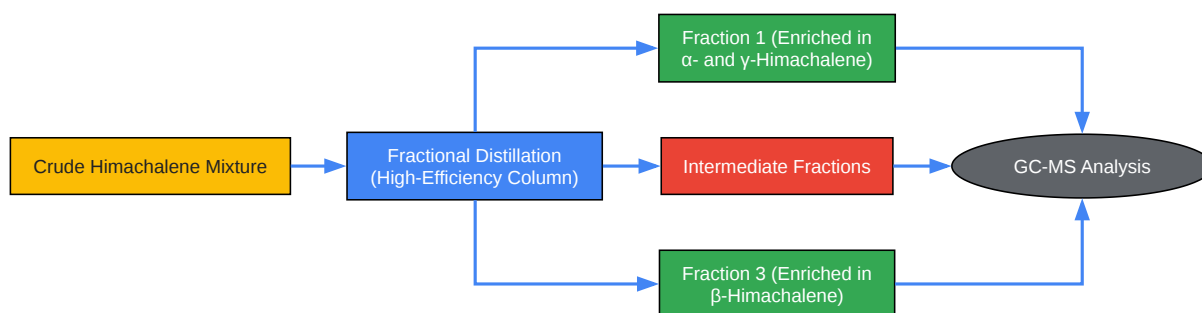 Crude Himachalene Mixture
Fractional Distillation
(High-Efficiency Column)
Fraction 1 (Enriched in
α- and γ-Himachalene)
Intermediate Fractions
Fraction 3 (Enriched in
β-Himachalene)
GC-MS Analysis